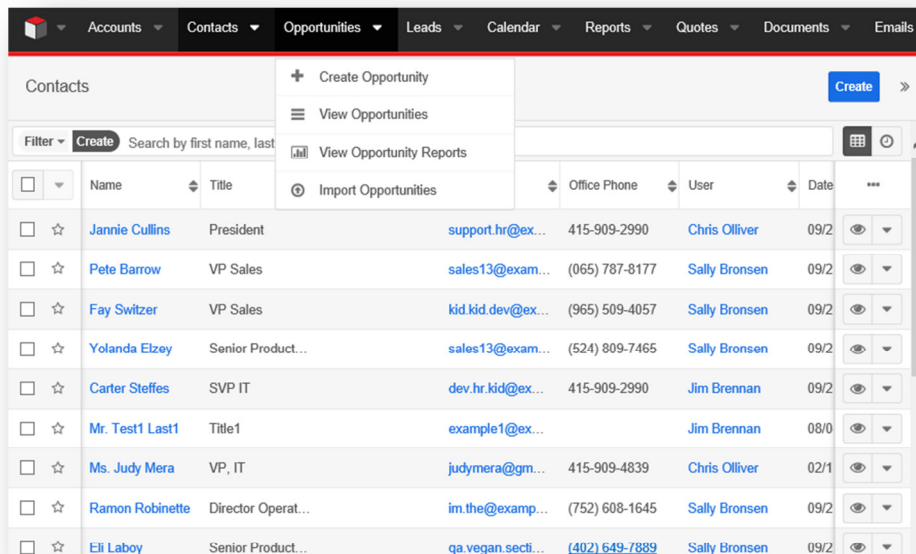 Accounts Contacts Opportunities Leads Calendar Reports Quotes Documents Emails
Contacts Create Opportunity Create »
View Opportunities
Filter Create Search by first name, last
View Opportunity Reports
Name Title Office Phone User Date
Import Opportunities
Jannie Cullins President support.hr@ex... 415-909-2990 Chris Olliver 09/2
Pete Barrow VP Sales sales13@exam... (065) 787-8177 Sally Bronsen 09/2
Fay Switzer VP Sales kid.kid.dev@ex... (965) 509-4057 Sally Bronsen 09/2
Yolanda Elzey Senior Product... sales13@exam... (524) 809-7465 Sally Bronsen 09/2
Carter Steffes SVP IT dev.hr.kid@ex... 415-909-2990 Jim Brennan 09/2
Mr. Test1 Last1 Title1 example1@ex... Jim Brennan 08/0
Ms. Judy Mera VP, IT judymera@gm... 415-909-4839 Chris Olliver 02/1
Ramon Robinette Director Operat... im.the@examp... (752) 608-1645 Sally Bronsen 09/2
Eli Laboy Senior Product... qa.vegan.secti... (402) 649-7889 Sally Bronsen 09/2